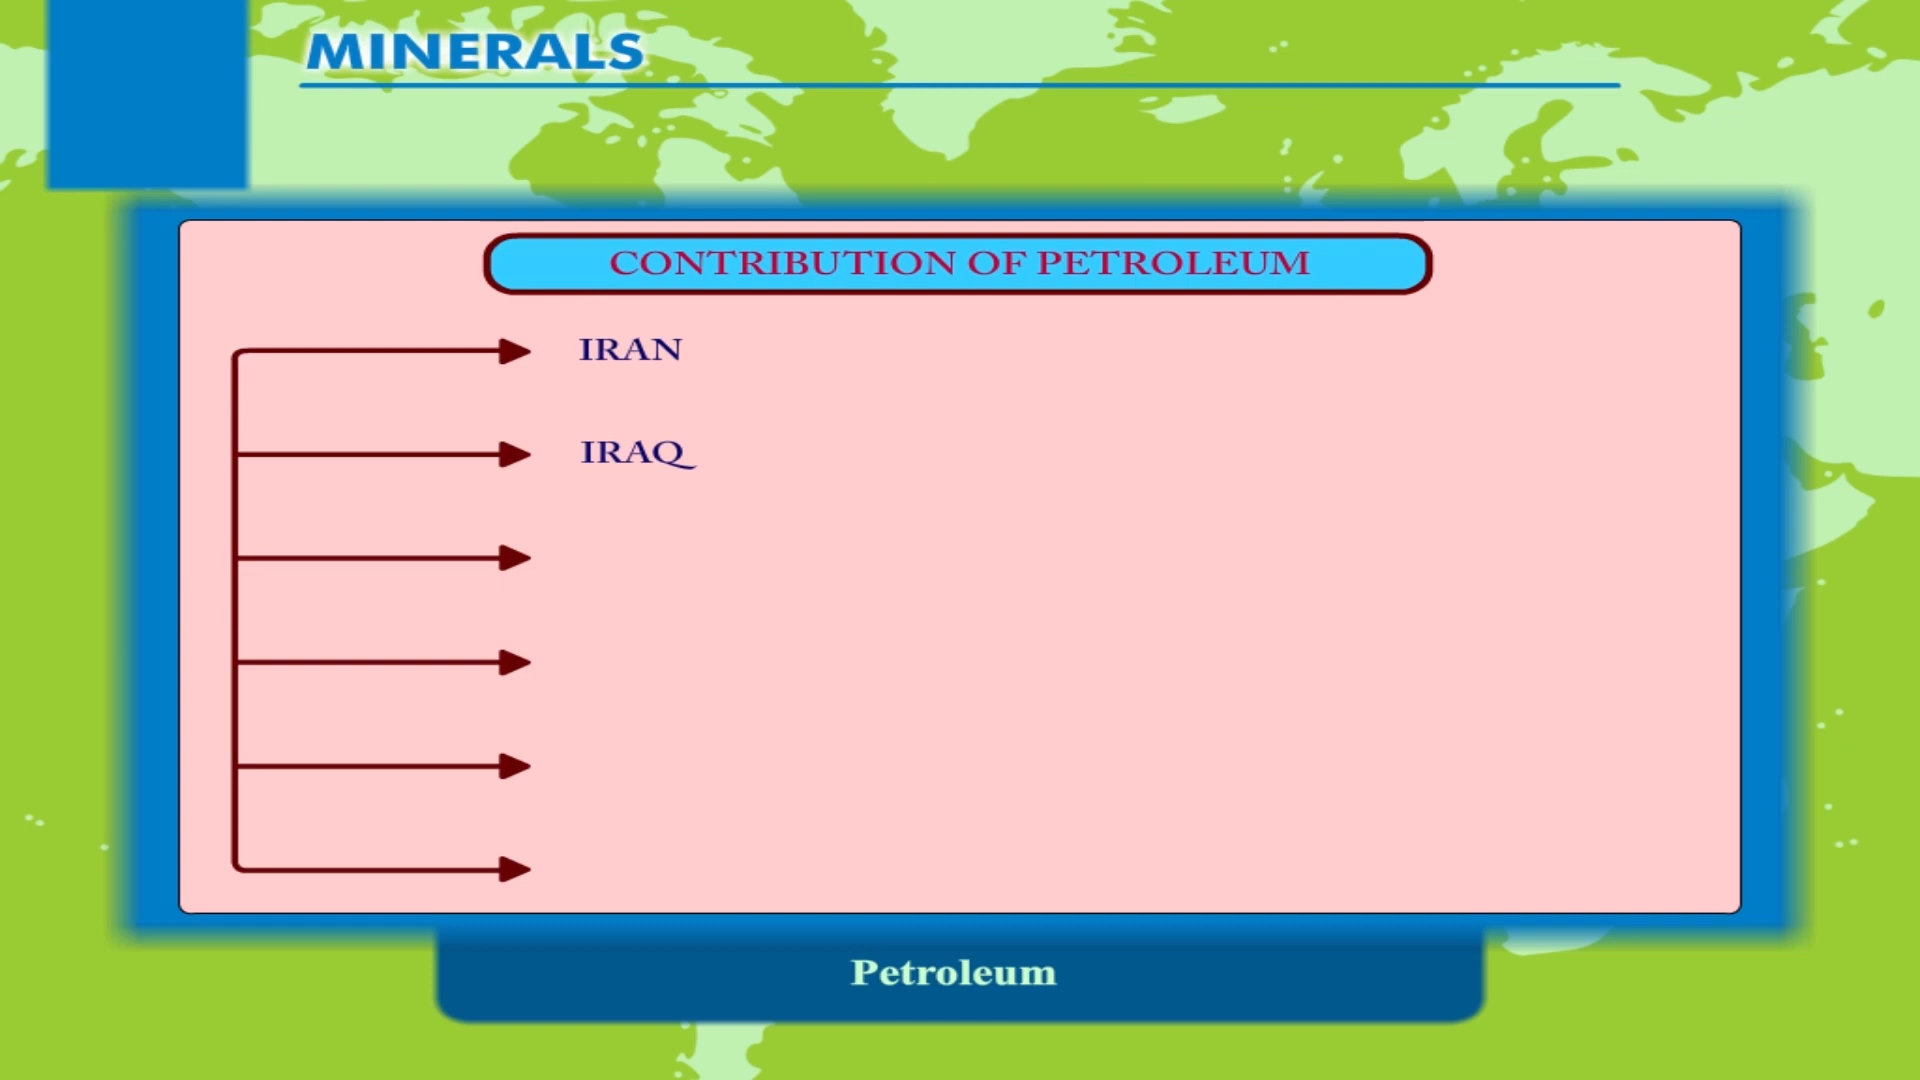 MINERALS
CONTRIBUTION OF PETROLEUM
IRAN
IRAQ
Petroleum